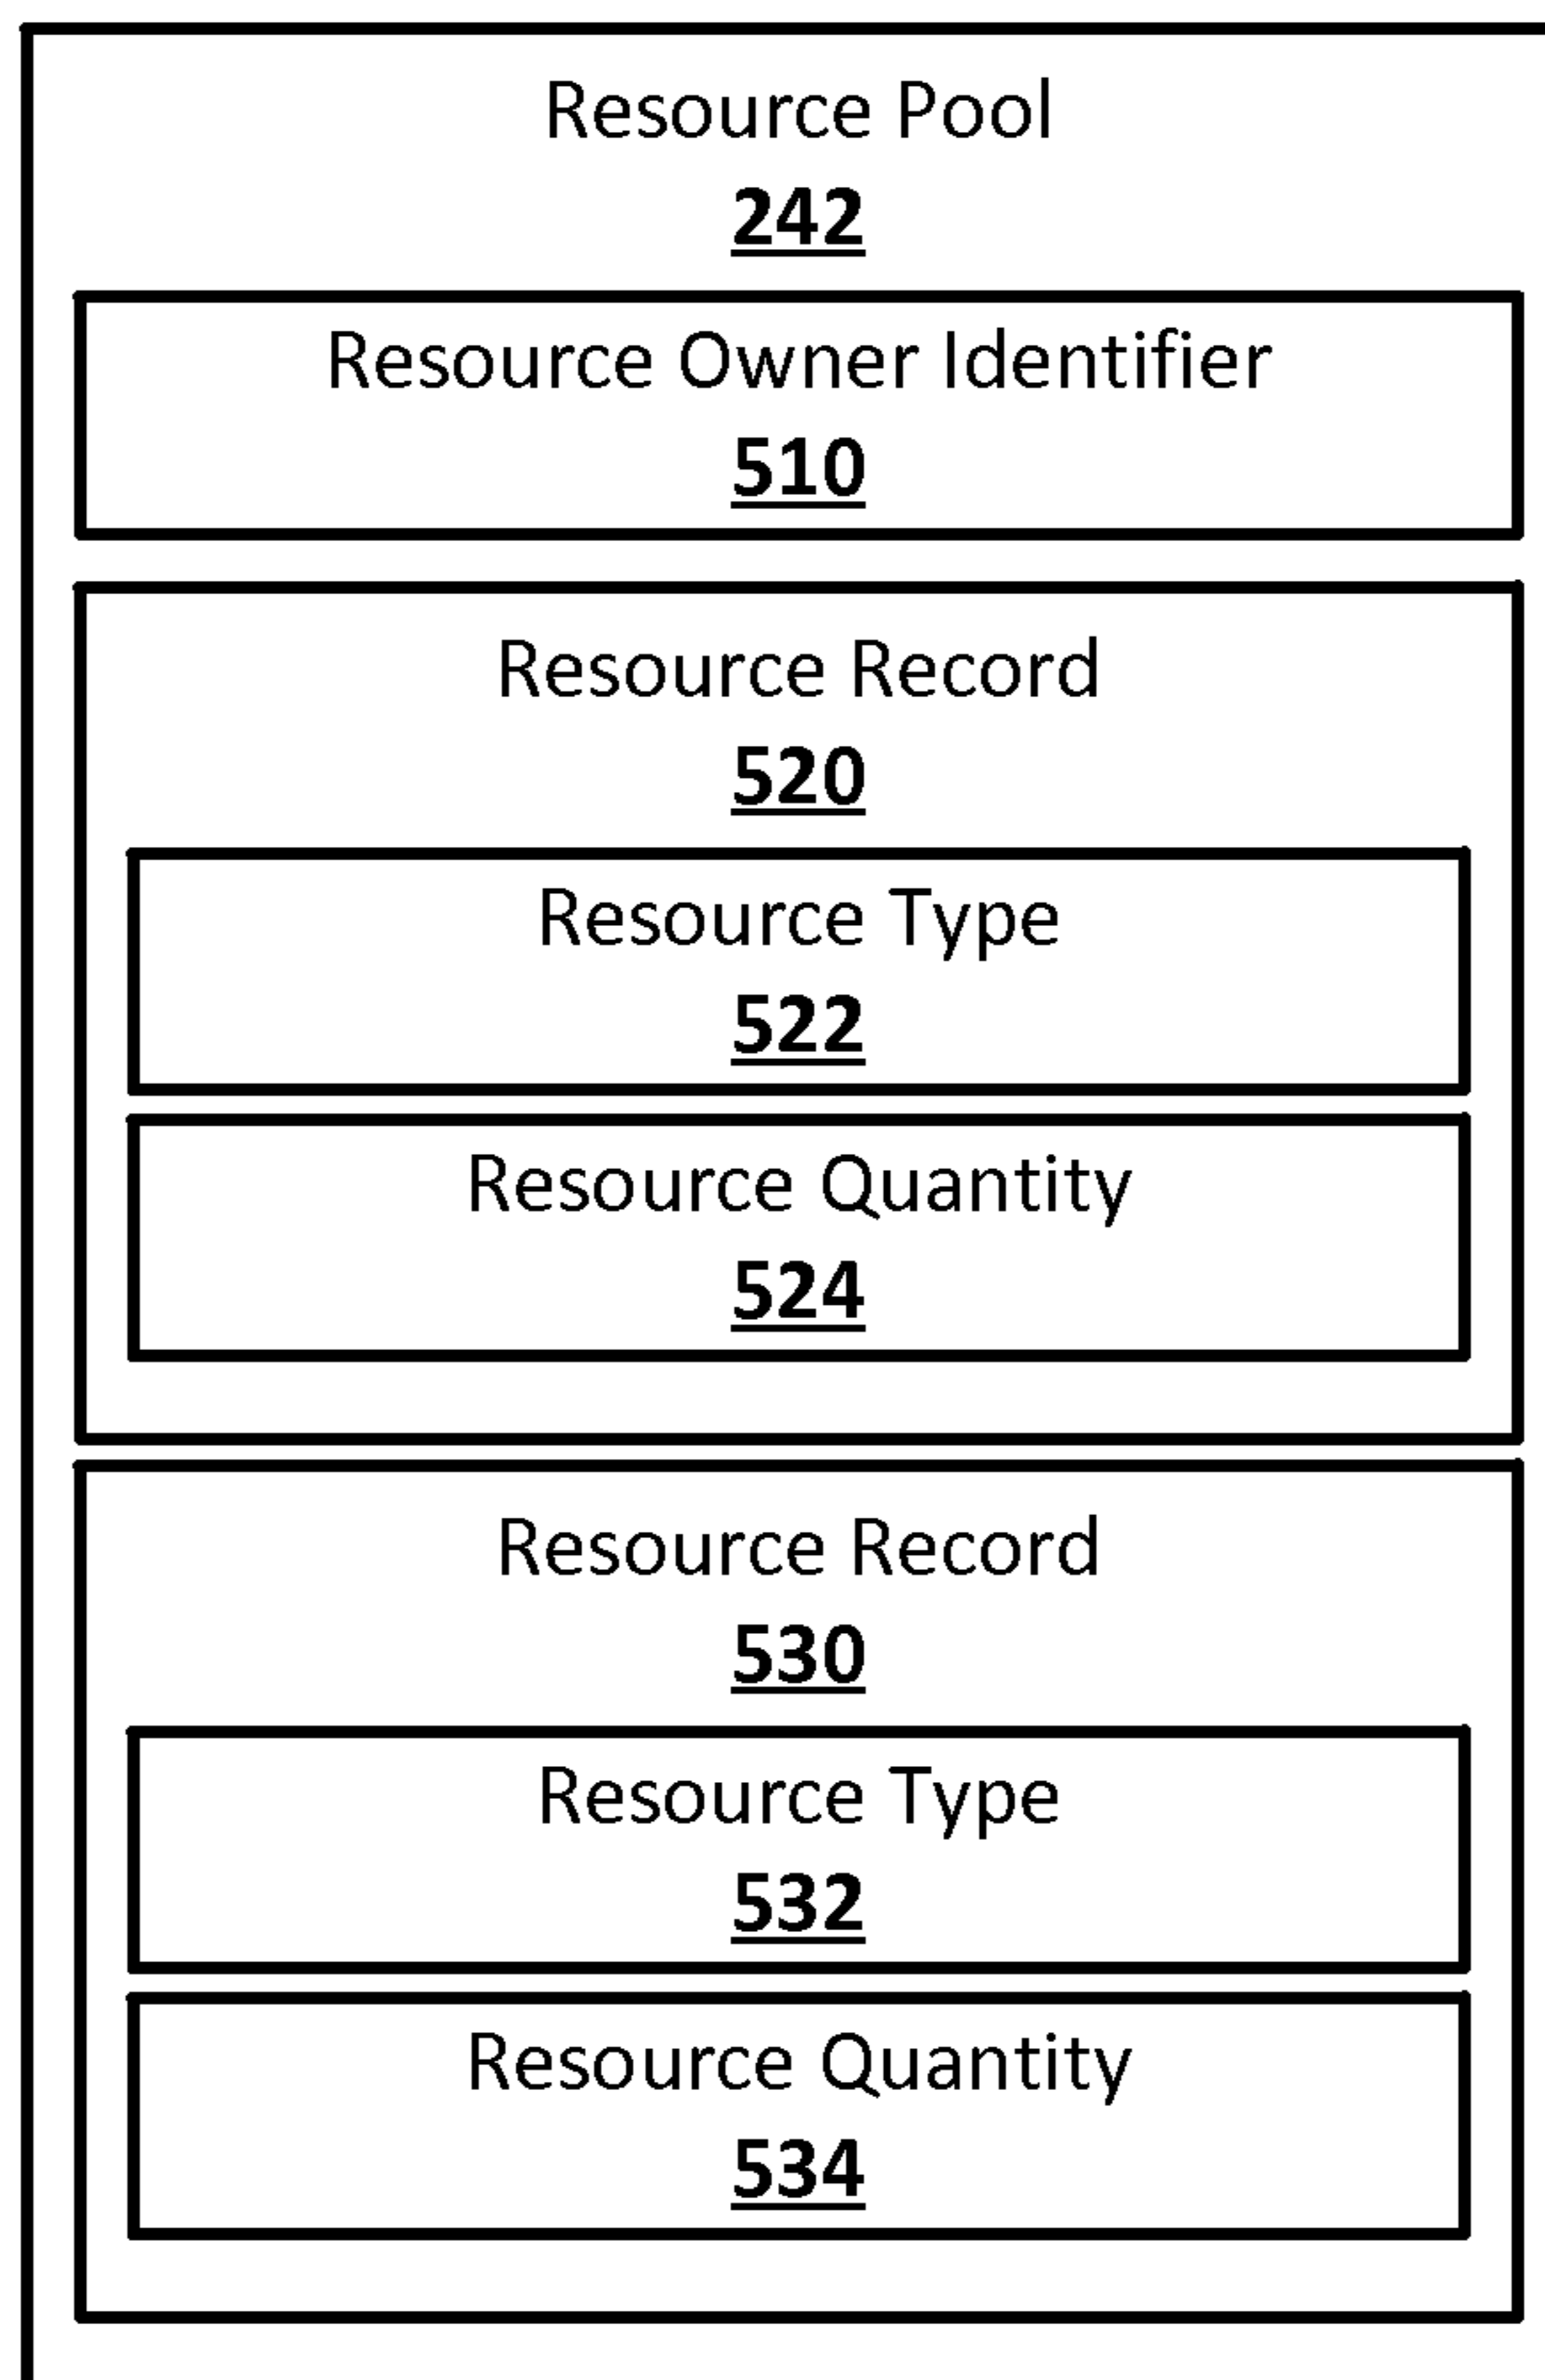 Resource Pool
242
Resource Owner Identifier
510
Resource Record
520
Resource Type
522
Resource Quantity
524
Resource Record
530
Resource Type
532
Resource Quantity
534